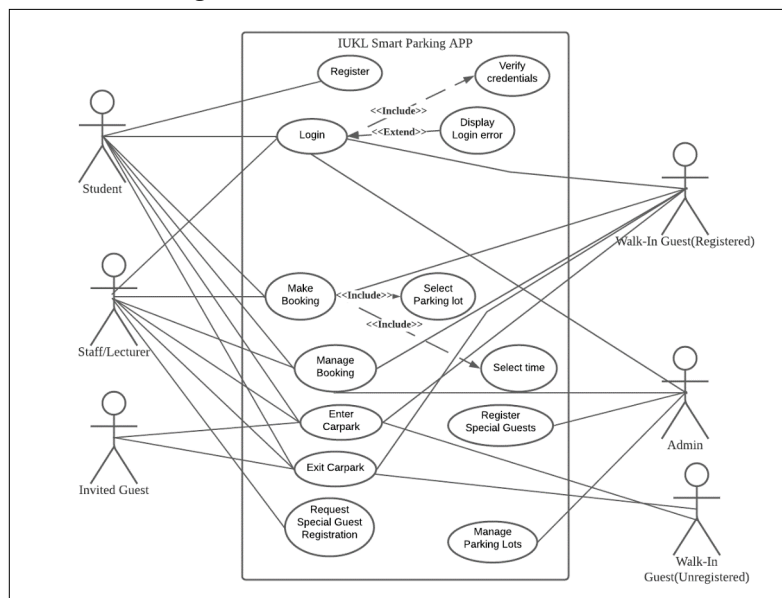 IUKL Smart Parking APP
Register
Verify
credentials
<<Include>>
Login
<<Extend>>
Display
Login error
Student
Walk-In Guest(Registered)
Make
Booking
<<Include>>
Select
Parking lot
<<Include>>
Staff/Lecturer
Manage
Booking
Select time
Enter
Carpark
Register
Special Guests
Admin
Invited Guest
Exit Carpark
Request
Special Guest
Registration
Manage
Parking Lots
Walk-In
Guest(Unregistered)